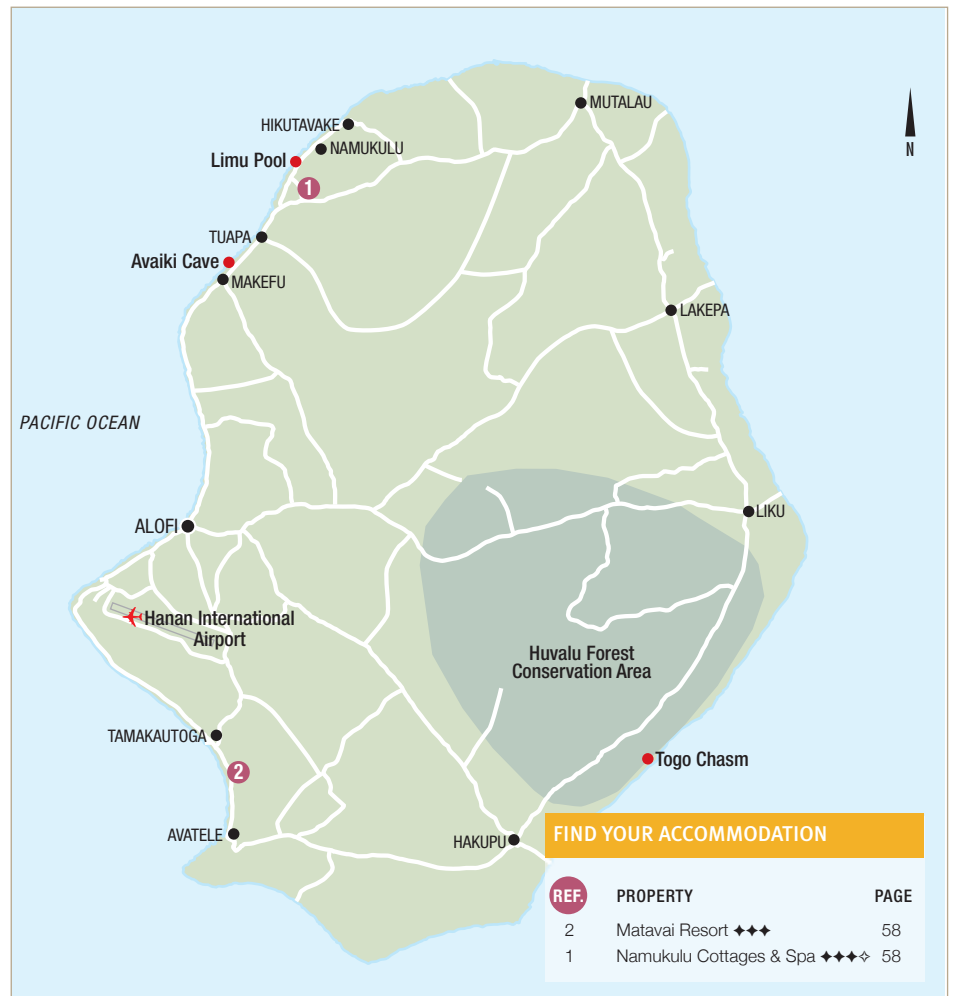 MUTALAU
HIKUTAVAKE
NAMUKULU
Limu Pool
1
N
TUAPA
Avaiki Cave
MAKEFU
LAKEPA
PACIFIC OCEAN
LIKU
ALOFI
Hanan International
Airport
Huvalu Forest
Conservation Area
TAMAKAUTOGA
2
Togo Chasm
AVATELE
HAKUPU
FIND YOUR ACCOMMODATION
REF. PROPERTY PAGE
2 Matavai Resort ✦✦✦ 58
1 Namukulu Cottages & Spa ✦✦✦✧ 58